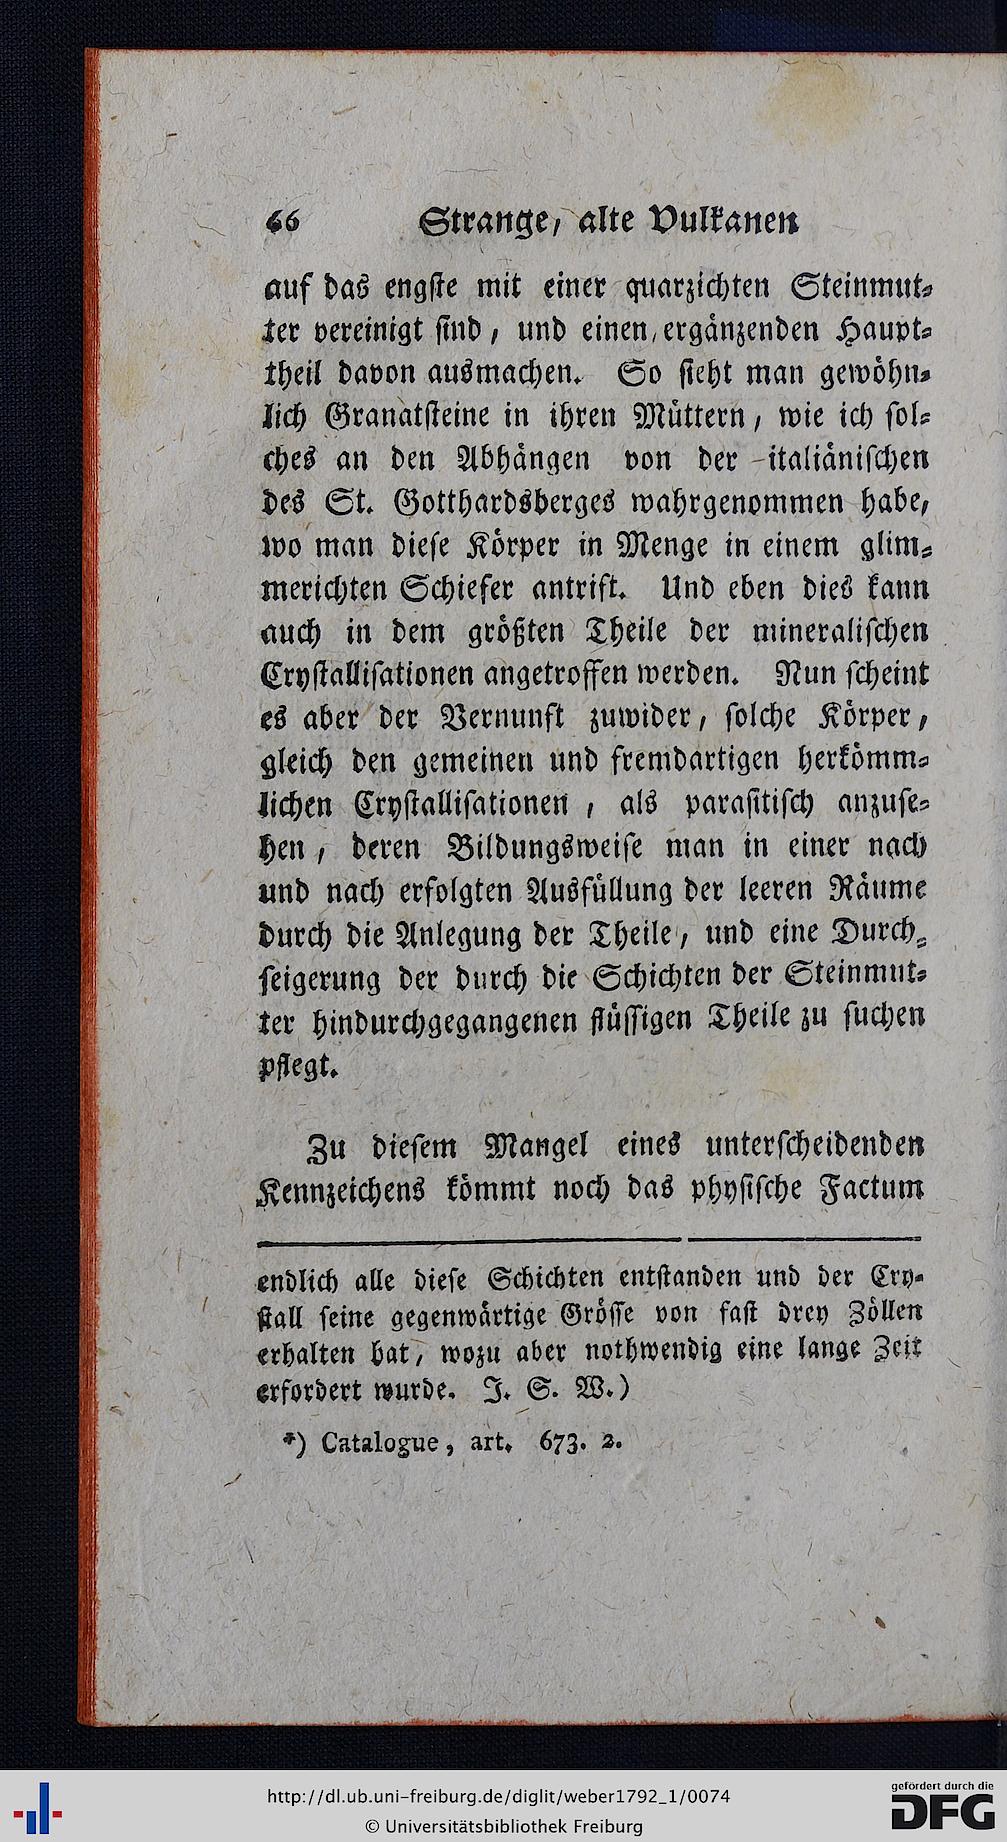 66 Strange, alte Vulkanen
auf das engste mit einer quarzichten Steinmut-
ter vereinigt sind, und einen, ergänzenden Haupt-
theil davon ausmachen. So sieht man gewöhn-
lich Granatsteine in ihren Müttern, wie ich sol-
ches an den Abhängen von der italiänischen
des St. Gotthardsberges wahrgenommen habe,
wo man diese Körper in Menge in einem glim-
merichten Schiefer antrift. Und eben dies kann
auch in dem größten Theile der mineralischen
Crystallisationen angetroffen werden. Nun scheint
es aber der Vernunft zuwider, solche Körper,
gleich den gemeinen und fremdartigen herkömm-
lichen Crystallisationen, als parasitisch anzuse-
hen, deren Bildungsweise man in einer nach
und nach erfolgten Ausfüllung der leeren Räume
durch die Anlegung der Theile, und eine Durch-
seigerung der durch die Schichten der Steinmut-
ter hindurchgegangenen flüssigen Theile zu suchen
pflegt.
Zu diesem Mangel eines unterscheidenden
Kennzeichens kömmt noch das physische Factum
endlich alle diese Schichten entstanden und der Cry-
stall seine gegenwärtige Grösse von fast drey Zöllen
erhalten hat, wozu aber nothwendig eine lange Zeit
erfordert wurde. J. S. W.)
*) Catalogue, art. 673. 2.
http://dl.ub.uni-freiburg.de/diglit/weber1792_1/0074
© Universitätsbibliothek Freiburg
gefördert durch die
DFG